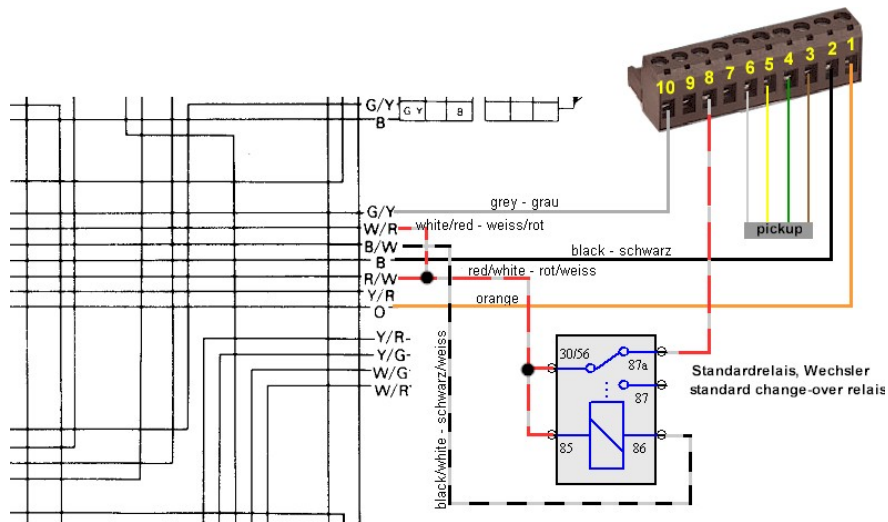 10 9 8 7 6 5 4 3 2 1
G/Y
B
G Y B
G/Y
W/R
B/W
B
R/W
Y/R
O
Y/R
Y/G
W/G
W/R
grey - grau
white/red - weiss/rot
black - schwarz
red/white - rot/weiss
orange
pickup
black/white - schwarz/weiss
30/56
87a
87
85
86
Standardrelais, Wechsler
standard change-over relais